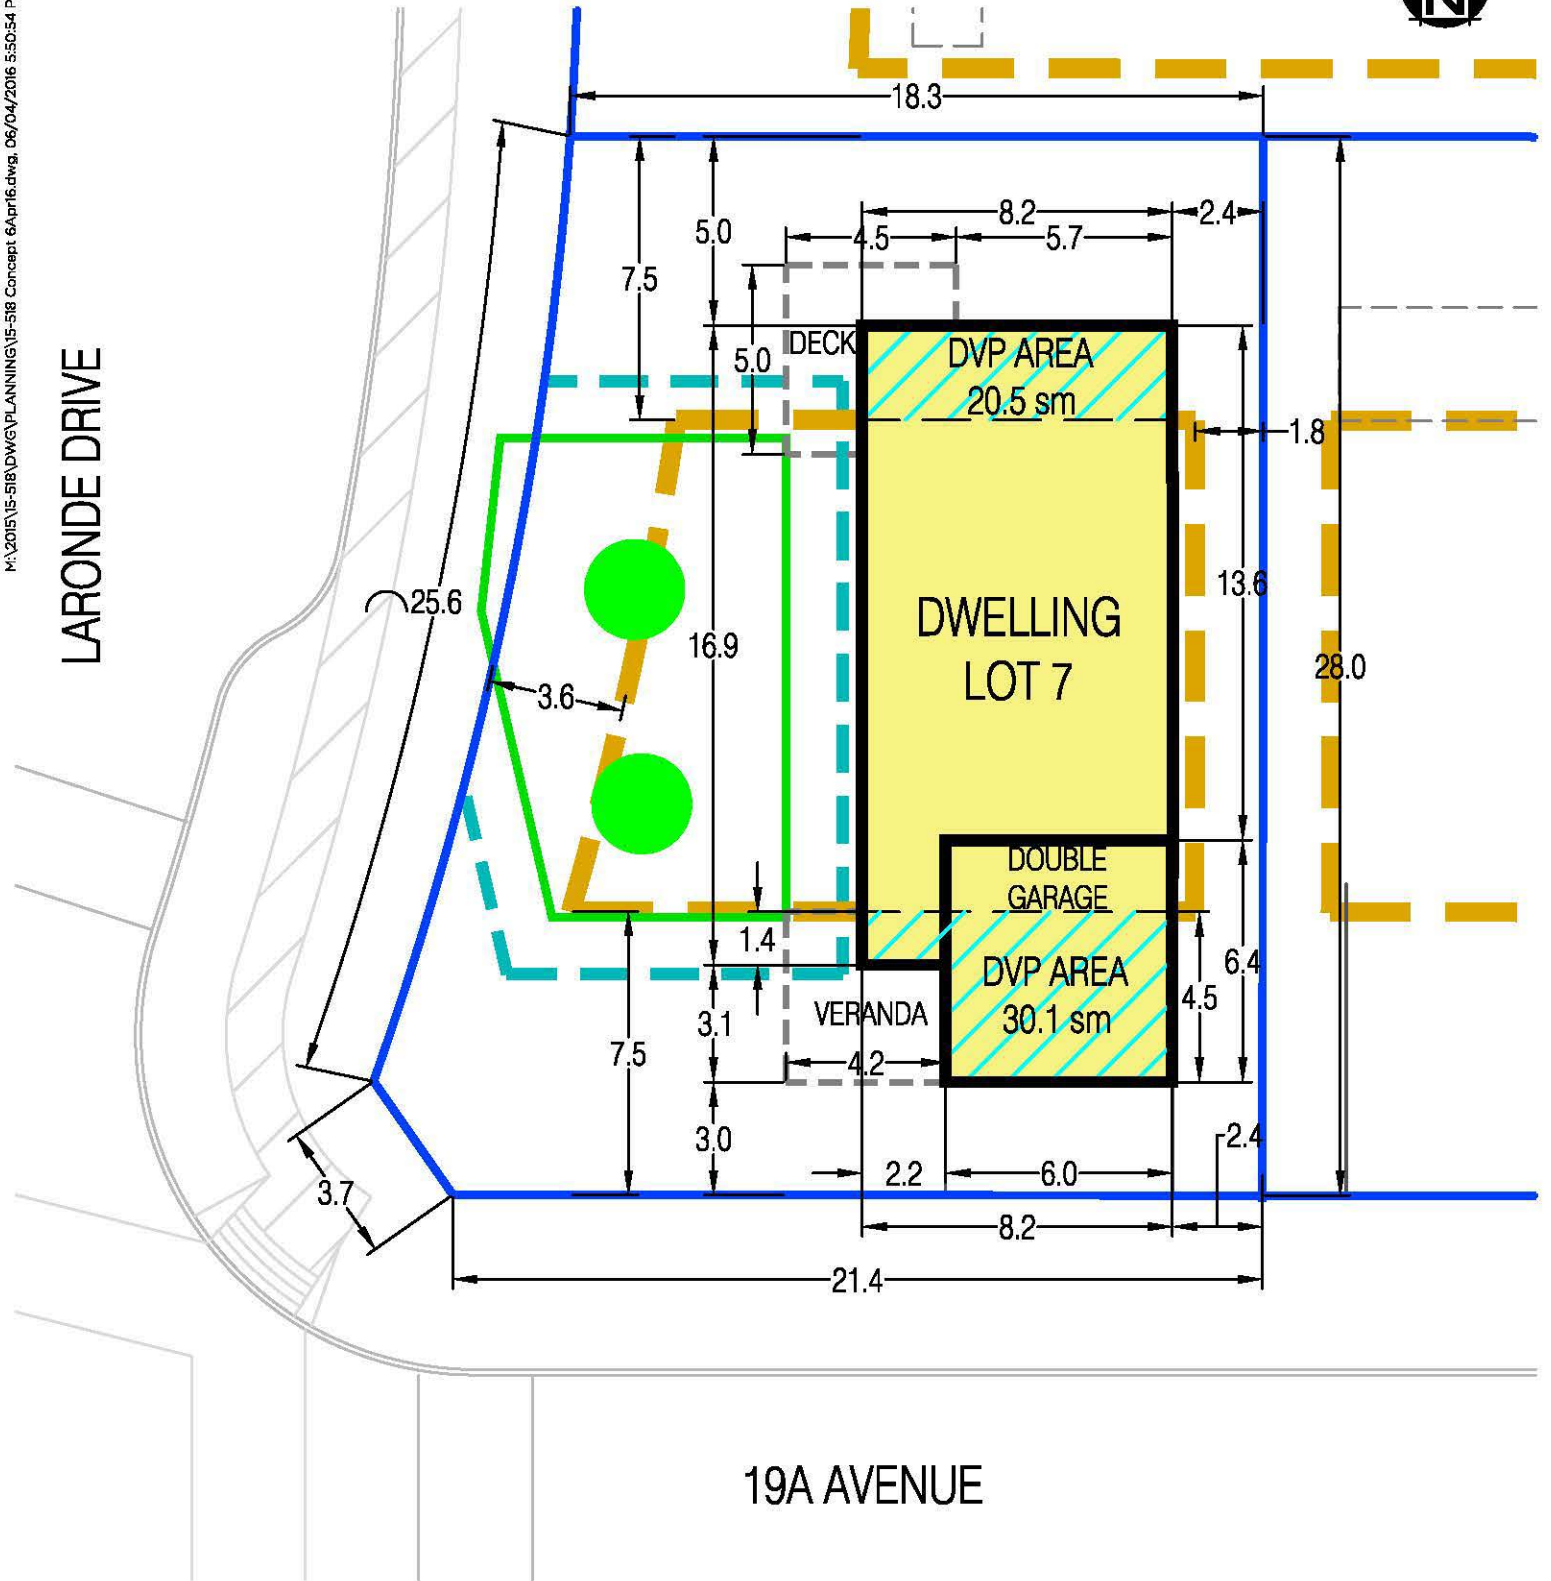 M:\2015\15-518\DWG\PLANNING\15-518 Concept 6Apr16.dwg, 06/04/2016 5:50:54 P
LARONDE DRIVE
18.3
8.2
2.4
4.5
5.7
5.0
7.5
5.0
DECK
DVP AREA
20.5 sm
1.8
13.6
25.6
DWELLING
LOT 7
16.9
28.0
3.6
DOUBLE
GARAGE
1.4
DVP AREA
30.1 sm
6.4
4.5
VERANDA
3.1
7.5
4.2
3.0
2.4
2.2
6.0
3.7
8.2
21.4
19A AVENUE